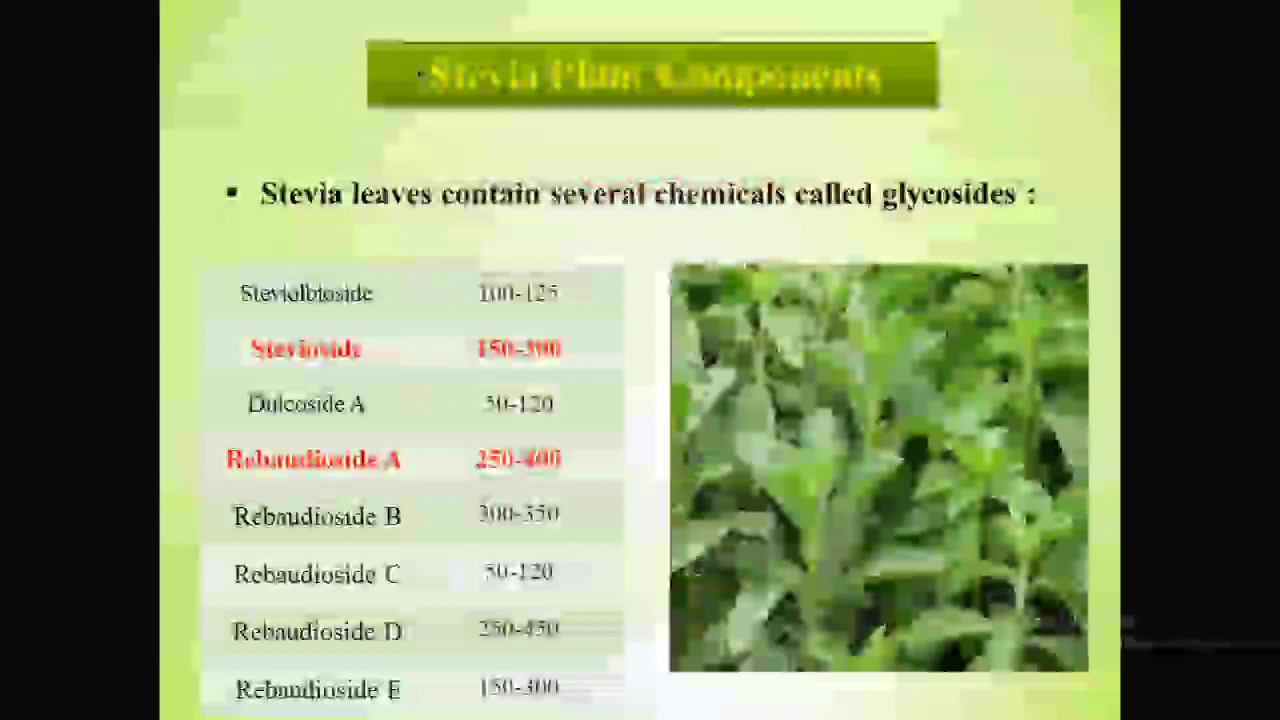 Stevia Plant Components
▪ Stevia leaves contain several chemicals called glycosides :
Steviolbioside 100-125
Stevioside 150-300
Dulcoside A 50-120
Rebaudioside A 250-400
Rebaudioside B 300-350
Rebaudioside C 50-120
Rebaudioside D 250-450
Rebaudioside E 150-300